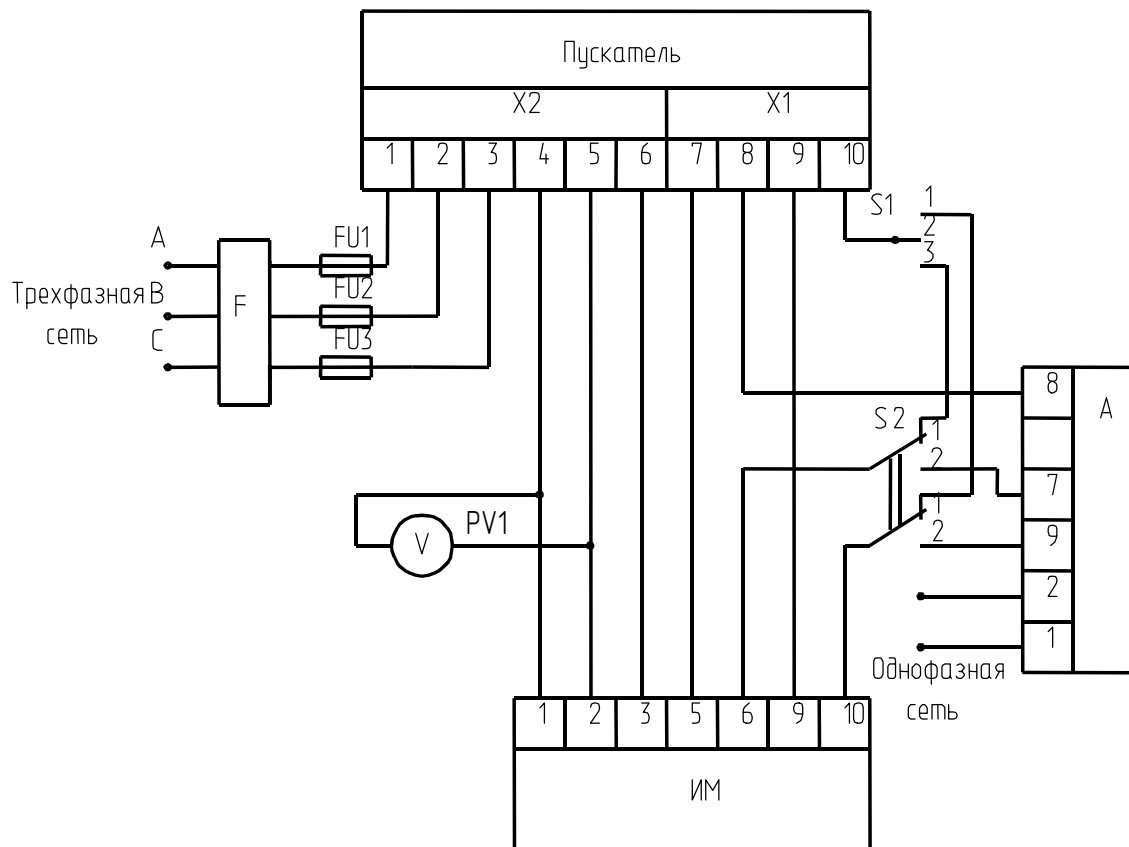 Пускатель
X2 X1
1 2 3 4 5 6 7 8 9 10
S1 1
2
3
A FU1
Трехфазная B F FU2
сеть C FU3
8 A
S2 1
2
7
1
PV1 V 2 9
2
1
Однофазная
сеть
1 2 3 5 6 9 10
ИМ